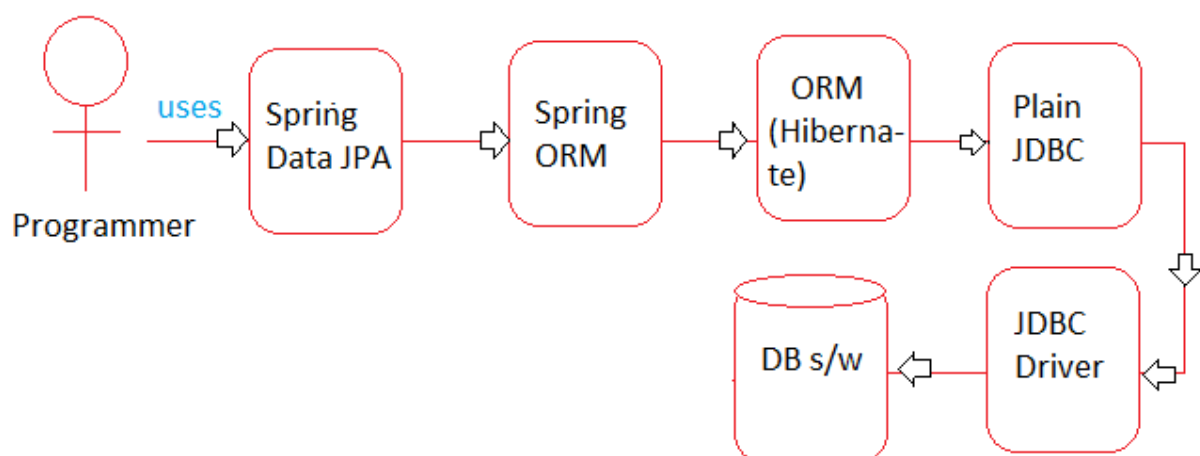 Programmer
uses
Spring
Data JPA
Spring
ORM
ORM
(Hiberna-
te)
Plain
JDBC
JDBC
Driver
DB s/w